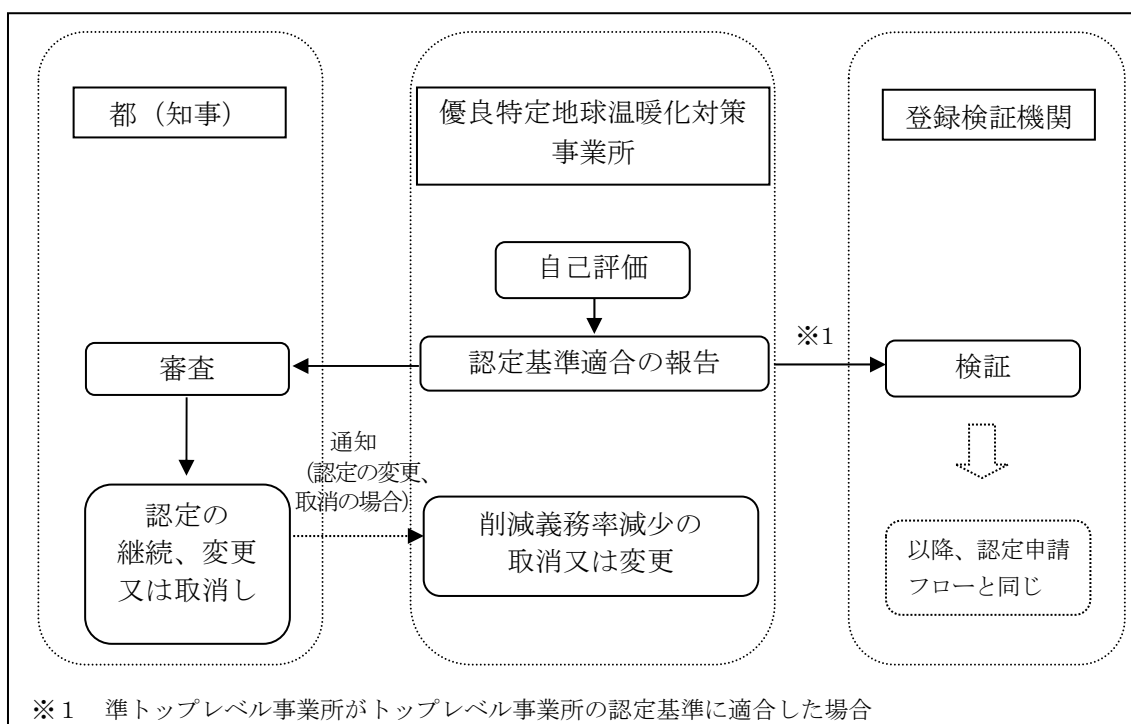 都（知事）
優良特定地球温暖化対策
事業所
登録検証機関
自己評価
審査
認定基準適合の報告
※1
検証
通知
(認定の変更、
取消の場合)
認定の
継続、変更
又は取消し
削減義務率減少の
取消又は変更
以降、認定申請
フローと同じ
※１　準トップレベル事業所がトップレベル事業所の認定基準に適合した場合